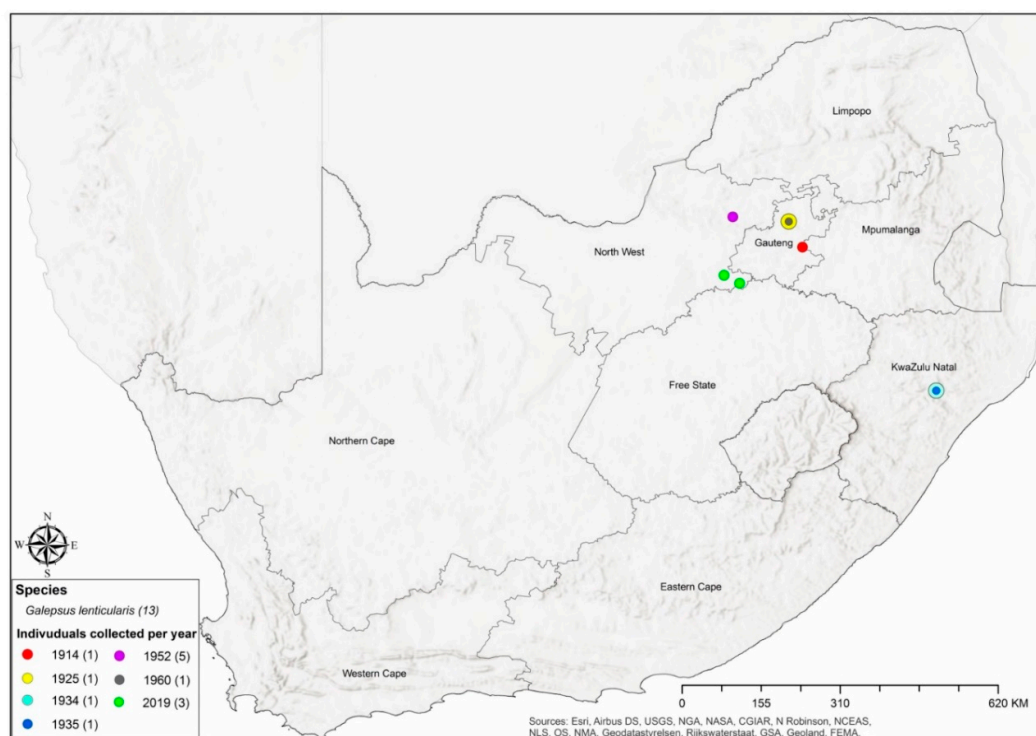 Limpopo
Mpumalanga
North West
Gauteng
KwaZulu Natal
Free State
Northern Cape
Eastern Cape
Western Cape
N
W E
S
Species
Galepsus lenticularis (13)
Indivuduals collected per year
1914 (1) 1952 (5)
1925 (1) 1960 (1)
1934 (1) 2019 (3)
1935 (1)
0 155 310 620 KM
Sources: Esri, Airbus DS, USGS, NGA, NASA, CGIAR, N Robinson, NCEAS,
NLS, OS, NMA, Geodatastyrelsen, Rijkswaterstaat, GSA, Geoland, FEMA,